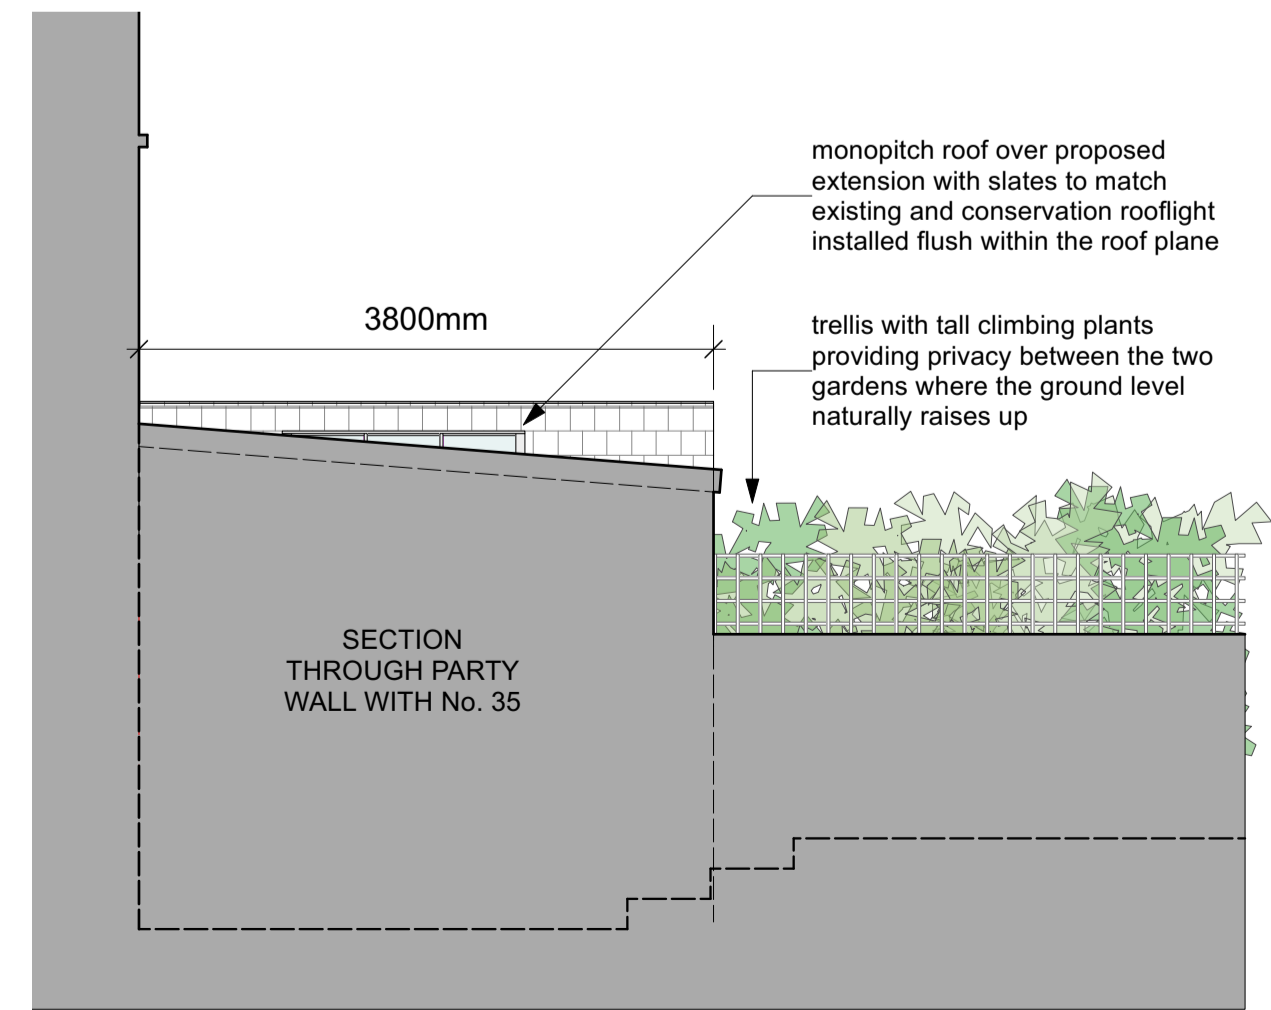 monopitch roof over proposed
extension with slates to match
existing and conservation rooflight
installed flush within the roof plane
3800mm
trellis with tall climbing plants
providing privacy between the two
gardens where the ground level
naturally raises up
SECTION
THROUGH PARTY
WALL WITH No. 35